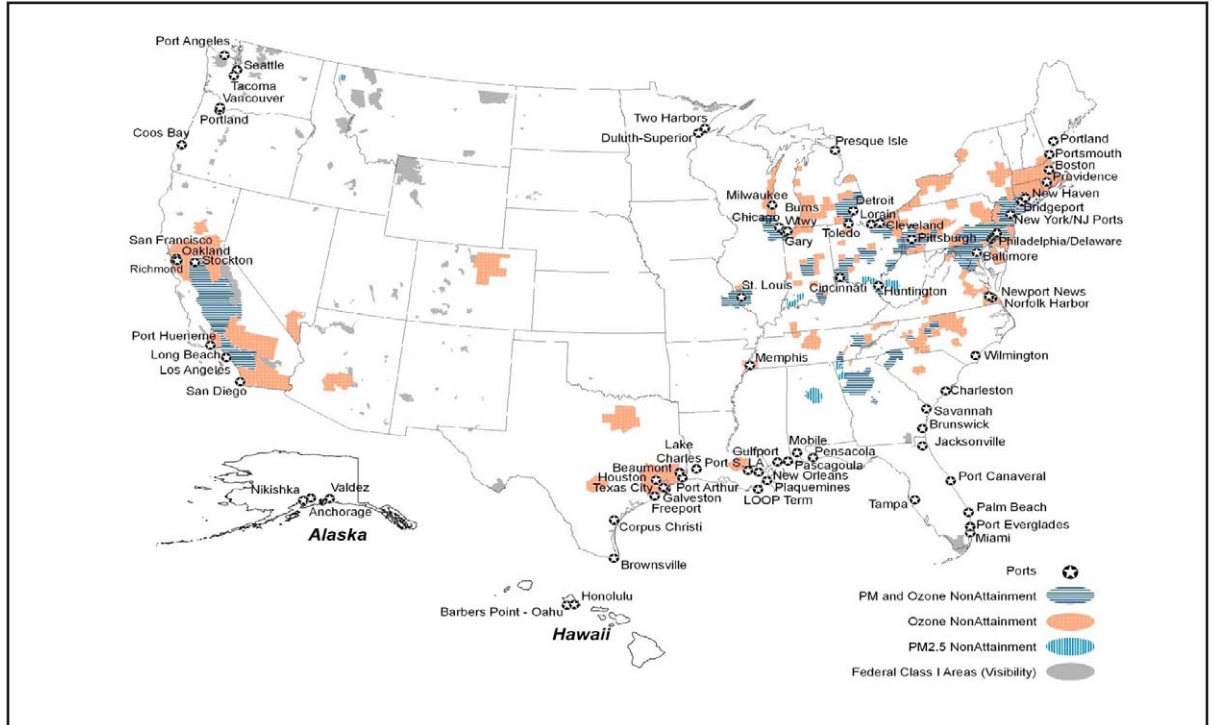 Port Angeles
Seattle
Tacoma
Vancouver
Portland
Coos Bay
Two Harbors
Duluth-Superior
Presque Isle
Portland
Portsmouth
Boston
Providence
New Haven
Bridgeport
New York/NJ Ports
Philadelphia/Delaware
Baltimore
Milwaukee
Burns
Wtwy
Chicago
Gary
Detroit
Lorain
Toledo
Cleveland
Pittsburgh
San Francisco
Oakland
Stockton
Richmond
St. Louis
Cincinnati
Huntington
Newport News
Norfolk Harbor
Port Hueneme
Long Beach
Los Angeles
San Diego
Memphis
Wilmington
Charleston
Savannah
Brunswick
Jacksonville
Lake
Charles
Beaumont
Houston
Texas City
Port Arthur
Galveston
Freeport
Port S. LA
Gulfport
Mobile
Pensacola
Pascagoula
New Orleans
Plaquemines
LOOP Term
Port Canaveral
Tampa
Palm Beach
Port Everglades
Miami
Corpus Christi
Brownsville
Nikishka
Valdez
Anchorage
Alaska
Honolulu
Barbers Point - Oahu
Hawaii
Ports
PM and Ozone NonAttainment
Ozone NonAttainment
PM2.5 NonAttainment
Federal Class I Areas (Visibility)